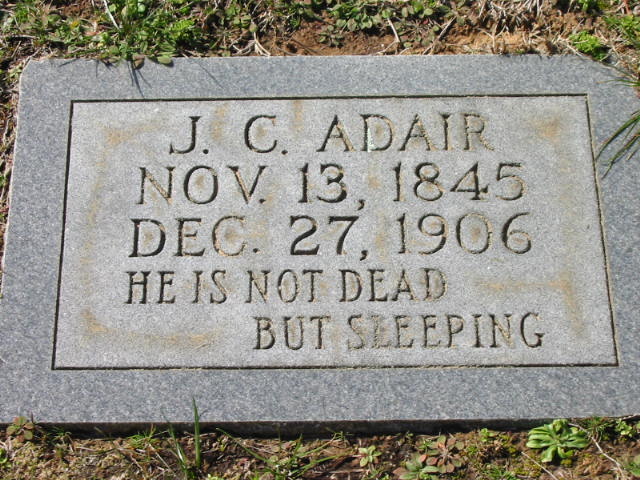 J. C. ADAIR
NOV. 13, 1845
DEC. 27, 1906
HE IS NOT DEAD
BUT SLEEPING